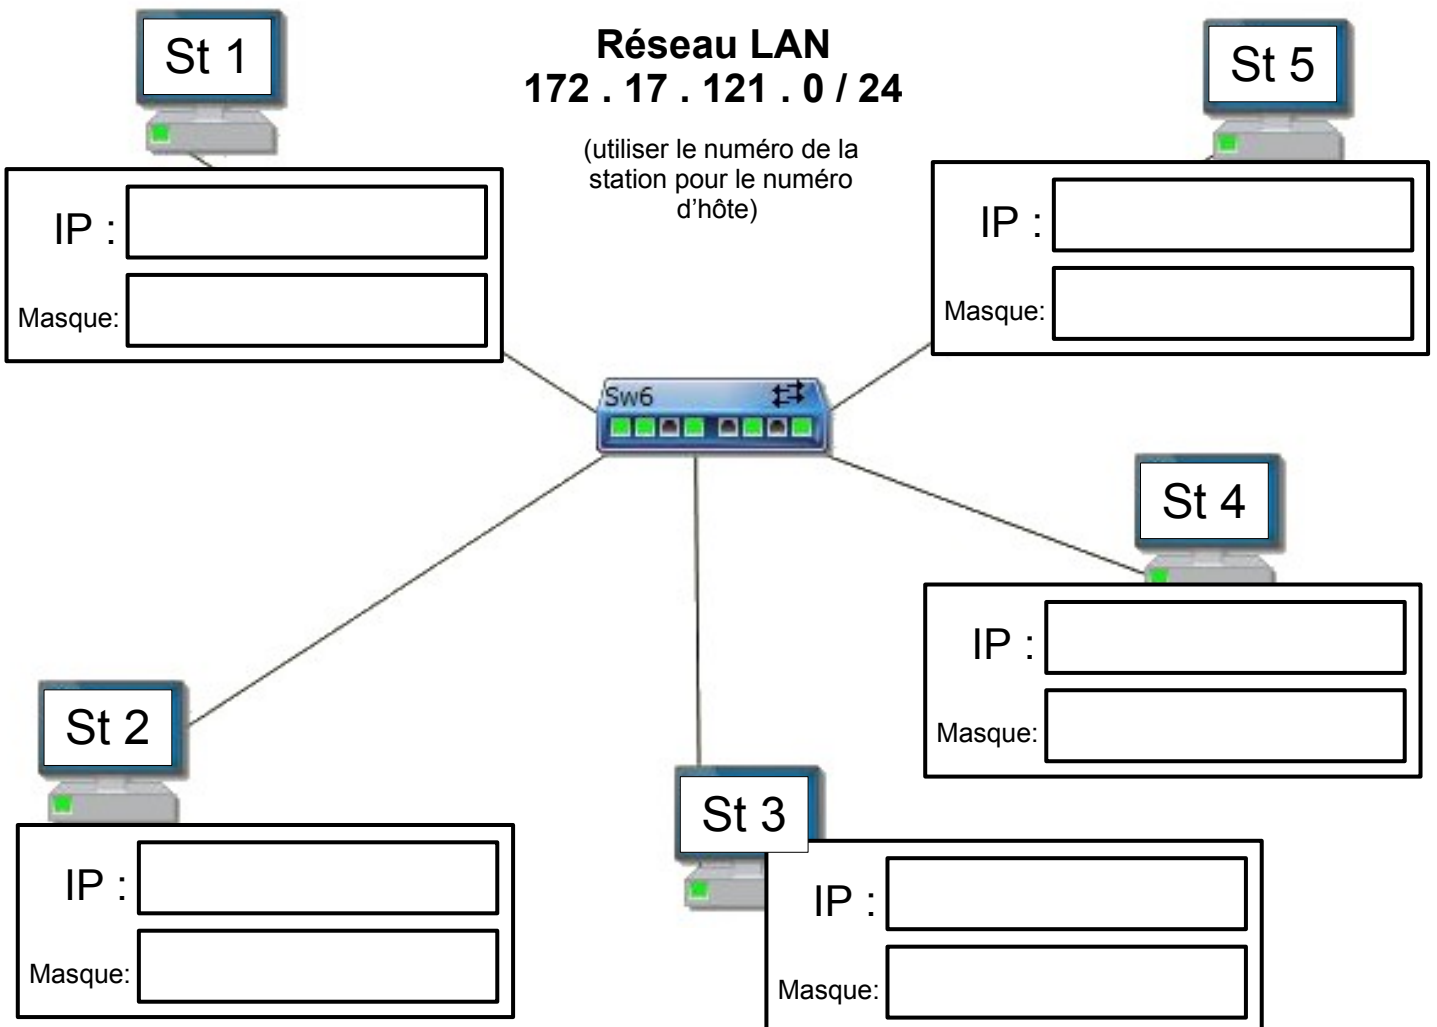 St 1
Réseau LAN
172 . 17 . 121 . 0 / 24
(utiliser le numéro de la
station pour le numéro
d’hôte)
St 5
IP :
Masque:
IP :
Masque:
Sw6
St 4
IP :
Masque:
St 2
IP :
Masque:
St 3
IP :
Masque: